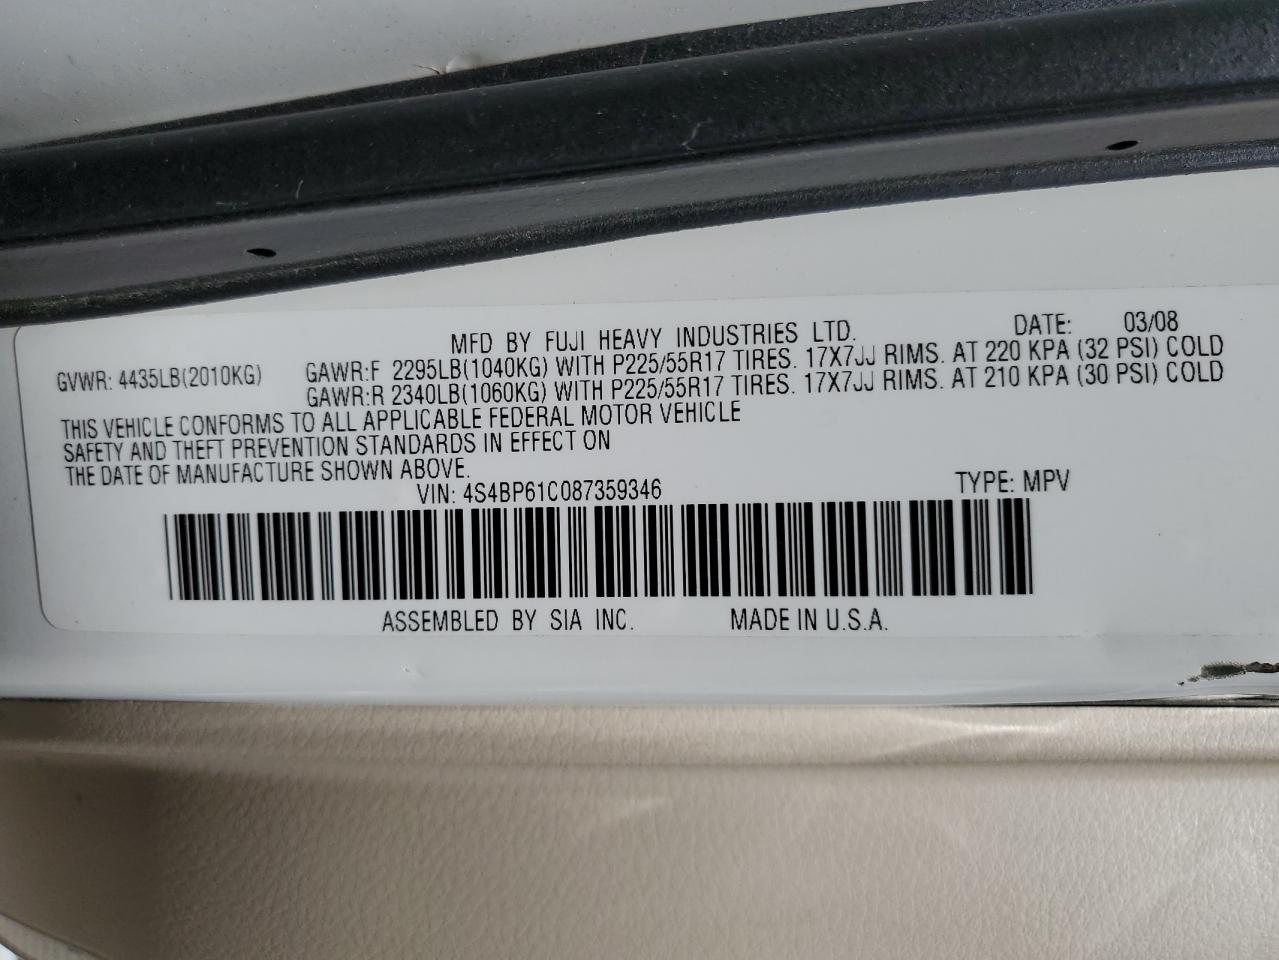 MFD BY FUJI HEAVY INDUSTRIES LTD. DATE: 03/08
GVWR: 4435LB(2010KG) GAWR:F 2295LB(1040KG) WITH P225/55R17 TIRES. 17X7JJ RIMS. AT 220 KPA (32 PSI) COLD
GAWR:R 2340LB(1060KG) WITH P225/55R17 TIRES. 17X7JJ RIMS. AT 210 KPA (30 PSI) COLD
THIS VEHICLE CONFORMS TO ALL APPLICABLE FEDERAL MOTOR VEHICLE
SAFETY AND THEFT PREVENTION STANDARDS IN EFFECT ON
THE DATE OF MANUFACTURE SHOWN ABOVE.
VIN: 4S4BP61C087359346 TYPE: MPV
ASSEMBLED BY SIA INC. MADE IN U.S.A.